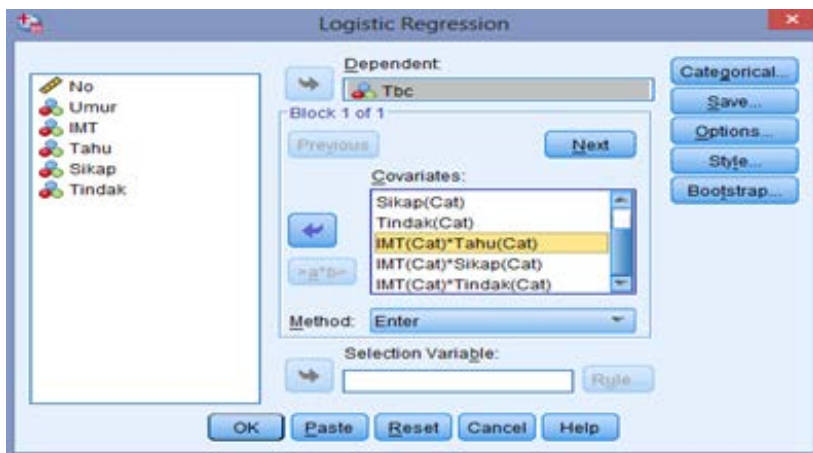 Logistic Regression
No
Umur
IMT
Tahu
Sikap
Tindak
Dependent:
Tbc
Block 1 of 1
Previous
Next
Covariates:
Sikap(Cat)
Tindak(Cat)
IMT(Cat)*Tahu(Cat)
IMT(Cat)*Sikap(Cat)
IMT(Cat)*Tindak(Cat)
>a*b>
Method:
Enter
Selection Variable:
Rule...
Categorical...
Save...
Options...
Style...
Bootstrap...
OK
Paste
Reset
Cancel
Help